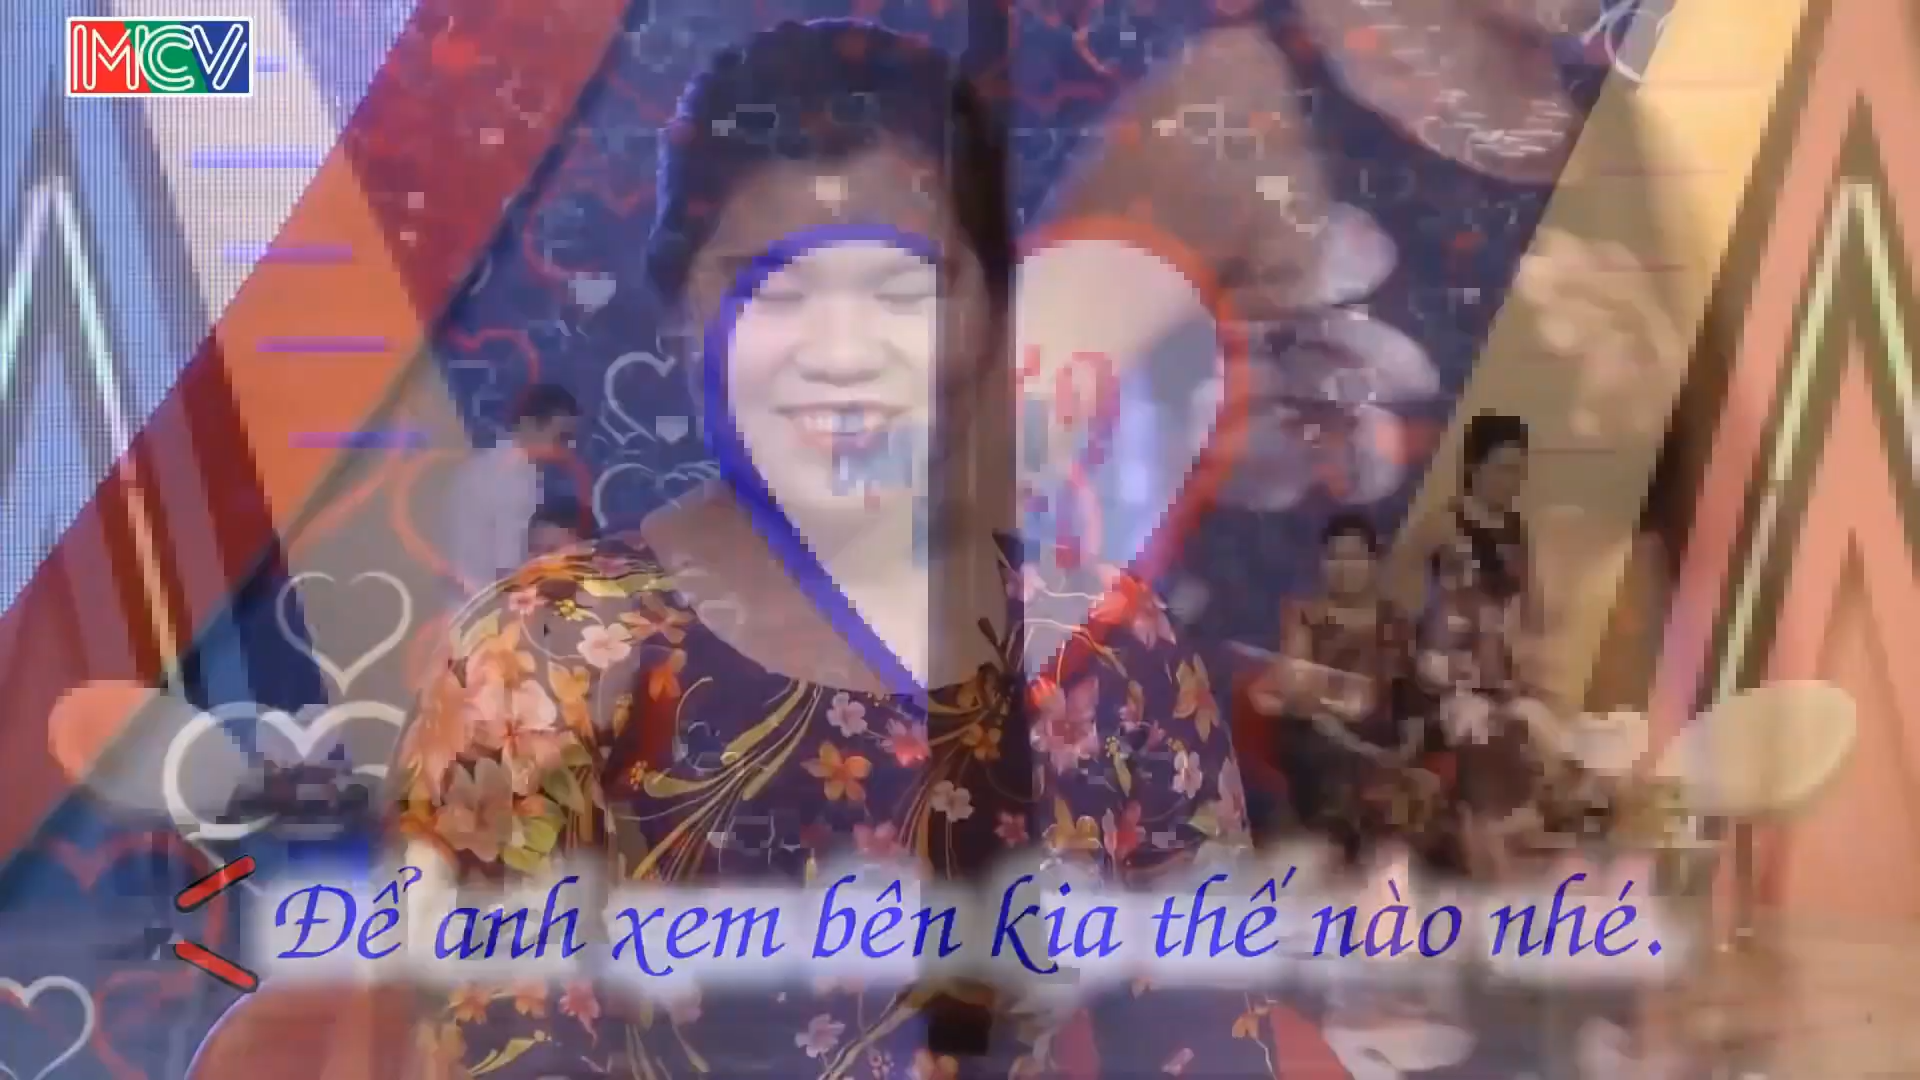 MCV
Để anh xem bên kia thế nào nhé.